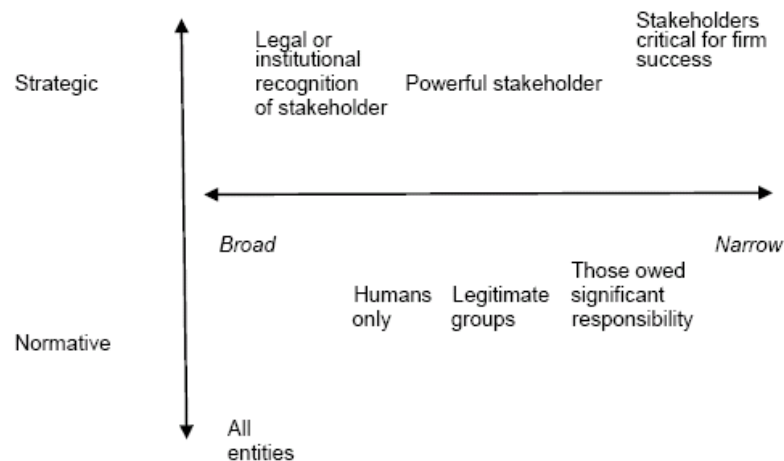 Stakeholders
critical for firm
success
Legal or
institutional
recognition
of stakeholder
Strategic
Powerful stakeholder
Broad
Narrow
Those owed
significant
responsibility
Humans
only
Legitimate
groups
Normative
All
entities